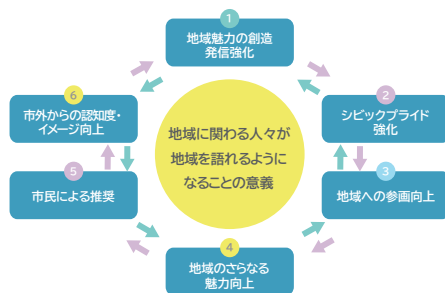 1
地域魅力の創造
発信強化
2
シビックプライド
強化
3
地域への参画向上
4
地域のさらなる
魅力向上
5
市民による推奨
6
市外からの認知度・
イメージ向上
地域に関わる人々が
地域を語れるように
なることの意義